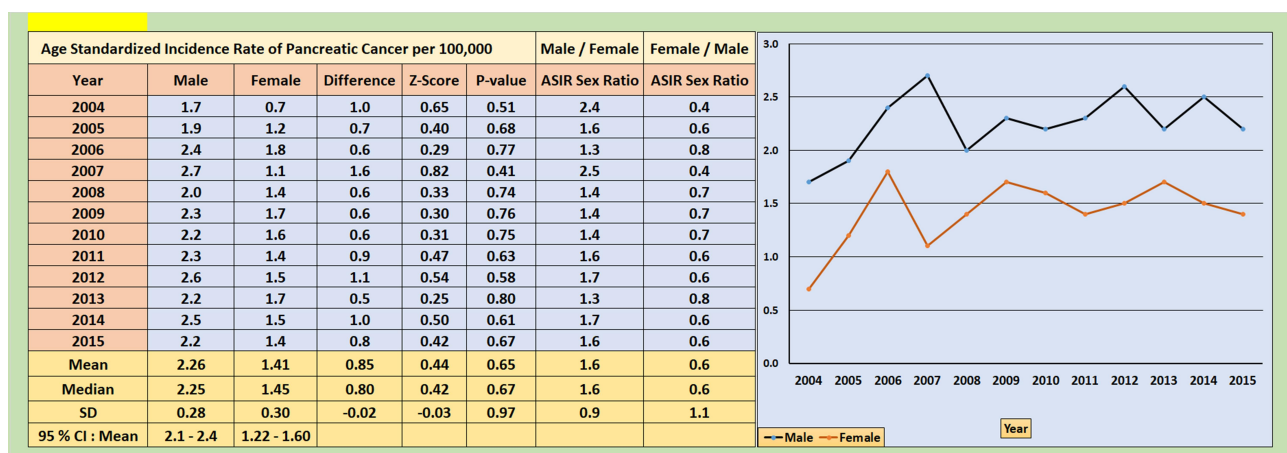 Age Standardized Incidence Rate of Pancreatic Cancer per 100,000 Male / Female Female / Male
Year Male Female Difference Z-Score P-value ASIR Sex Ratio ASIR Sex Ratio
2004 1.7 0.7 1.0 0.65 0.51 2.4 0.4
2005 1.9 1.2 0.7 0.40 0.68 1.6 0.6
2006 2.4 1.8 0.6 0.29 0.77 1.3 0.8
2007 2.7 1.1 1.6 0.82 0.41 2.5 0.4
2008 2.0 1.4 0.6 0.33 0.74 1.4 0.7
2009 2.3 1.7 0.6 0.30 0.76 1.4 0.7
2010 2.2 1.6 0.6 0.31 0.75 1.4 0.7
2011 2.3 1.4 0.9 0.47 0.63 1.6 0.6
2012 2.6 1.5 1.1 0.54 0.58 1.7 0.6
2013 2.2 1.7 0.5 0.25 0.80 1.3 0.8
2014 2.5 1.5 1.0 0.50 0.61 1.7 0.6
2015 2.2 1.4 0.8 0.42 0.67 1.6 0.6
Mean 2.26 1.41 0.85 0.44 0.65 1.6 0.6
Median 2.25 1.45 0.80 0.42 0.67 1.6 0.6
SD 0.28 0.30 -0.02 -0.03 0.97 0.9 1.1
95 % CI : Mean 2.1 - 2.4 1.22 - 1.60
3.0
2.5
2.0
1.5
1.0
0.5
0.0
2004 2005 2006 2007 2008 2009 2010 2011 2012 2013 2014 2015
Year
Male Female